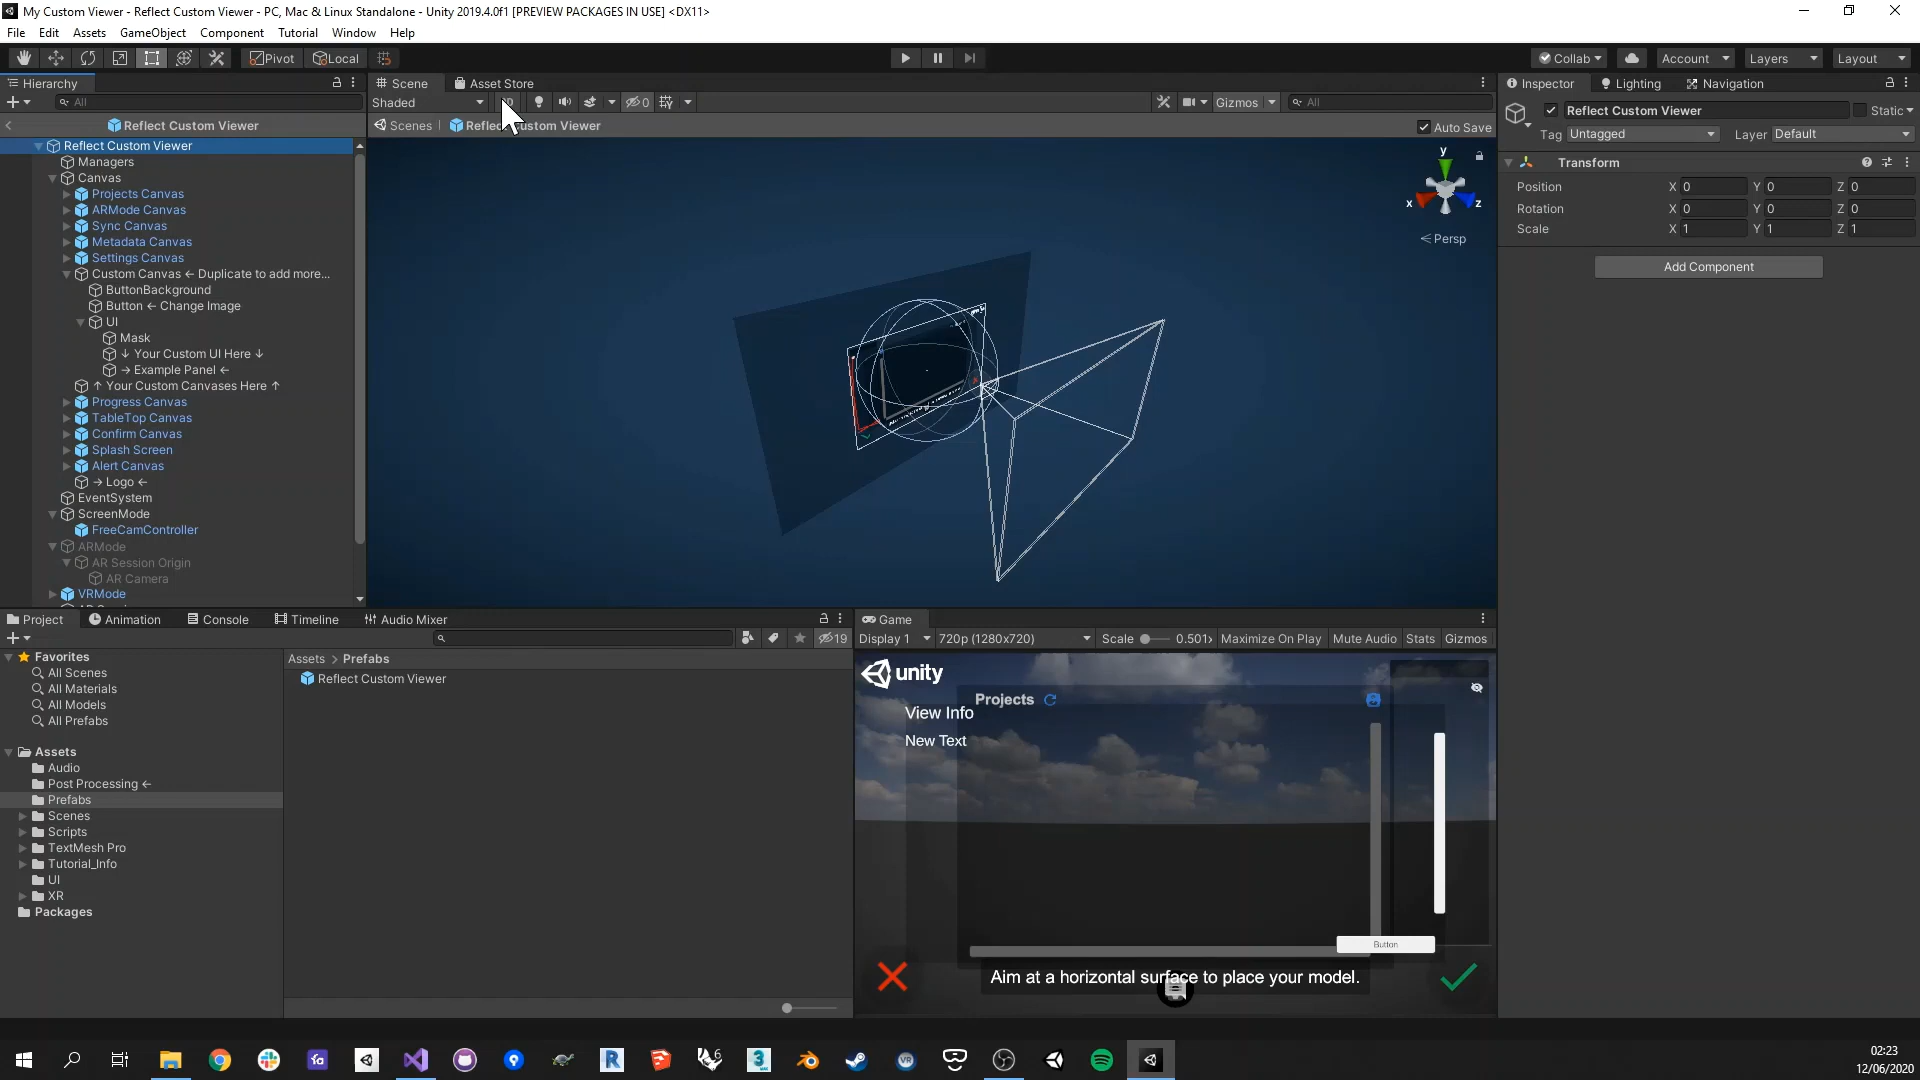 My Custom Viewer - Reflect Custom Viewer - PC, Mac & Linux Standalone - Unity 2019.4.0f1 [PREVIEW PACKAGES IN USE] <DX11>
File Edit Assets GameObject Component Tutorial Window Help
Pivot Local Collab Account Layers Layout
Hierarchy Scene Asset Store Inspector Lighting Navigation
All Shaded 0 Gizmos All Reflect Custom Viewer Static
Reflect Custom Viewer Scenes Auto Save
Tag Untagged Layer Default
Reflect Custom Viewer
Managers
Canvas
Projects Canvas
ARMode Canvas
Sync Canvas
Metadata Canvas
Settings Canvas
Custom Canvas ← Duplicate to add more...
ButtonBackground
Button ← Change Image
UI
Mask
↓ Your Custom UI Here ↓
→ Example Panel ←
↑ Your Custom Canvases Here ↑
Progress Canvas
TableTop Canvas
Confirm Canvas
Splash Screen
Alert Canvas
→ Logo ←
EventSystem
ScreenMode
FreeCamController
ARMode
AR Session Origin
AR Camera
VRMode
y
x z
< Persp
Transform
Position X 0 Y 0 Z 0
Rotation X 0 Y 0 Z 0
Scale X 1 Y 1 Z 1
Add Component
Project Animation Console Timeline Audio Mixer
19
Favorites
All Scenes
All Materials
All Models
All Prefabs
Assets
Audio
Post Processing ←
Prefabs
Scenes
Scripts
TextMesh Pro
Tutorial_Info
UI
XR
Packages
Assets > Prefabs
Reflect Custom Viewer
Game
Display 1 720p (1280x720) Scale 0.501 Maximize On Play Mute Audio Stats Gizmos
unity
Projects
View Info
New Text
Button
Aim at a horizontal surface to place your model.
02:23
12/06/2020